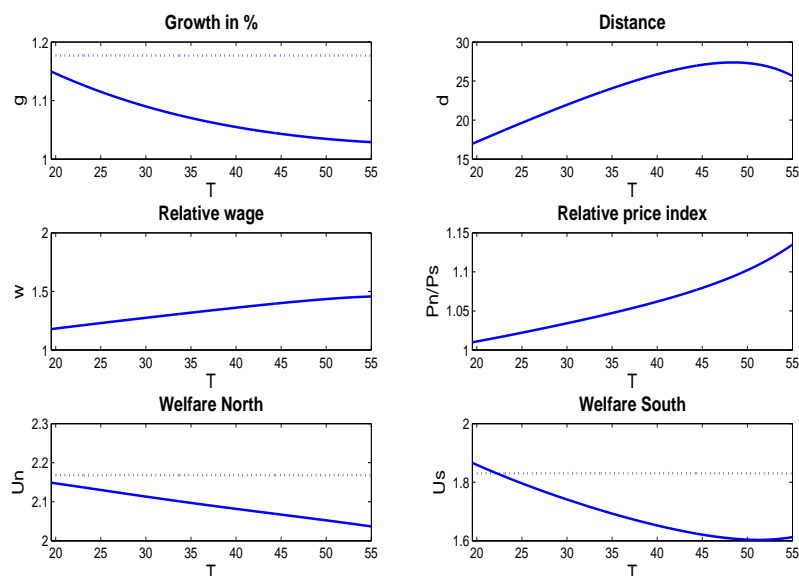 Growth in %
1.2
1.1
1
g
20 25 30 35 40 45 50 55
T
Distance
30
25
20
15
d
20 25 30 35 40 45 50 55
T
Relative wage
2
1.5
1
w
20 25 30 35 40 45 50 55
T
Relative price index
1.15
1.1
1.05
1
Pn/Ps
20 25 30 35 40 45 50 55
T
Welfare North
2.3
2.2
2.1
2
Un
20 25 30 35 40 45 50 55
T
Welfare South
2
1.8
1.6
Us
20 25 30 35 40 45 50 55
T